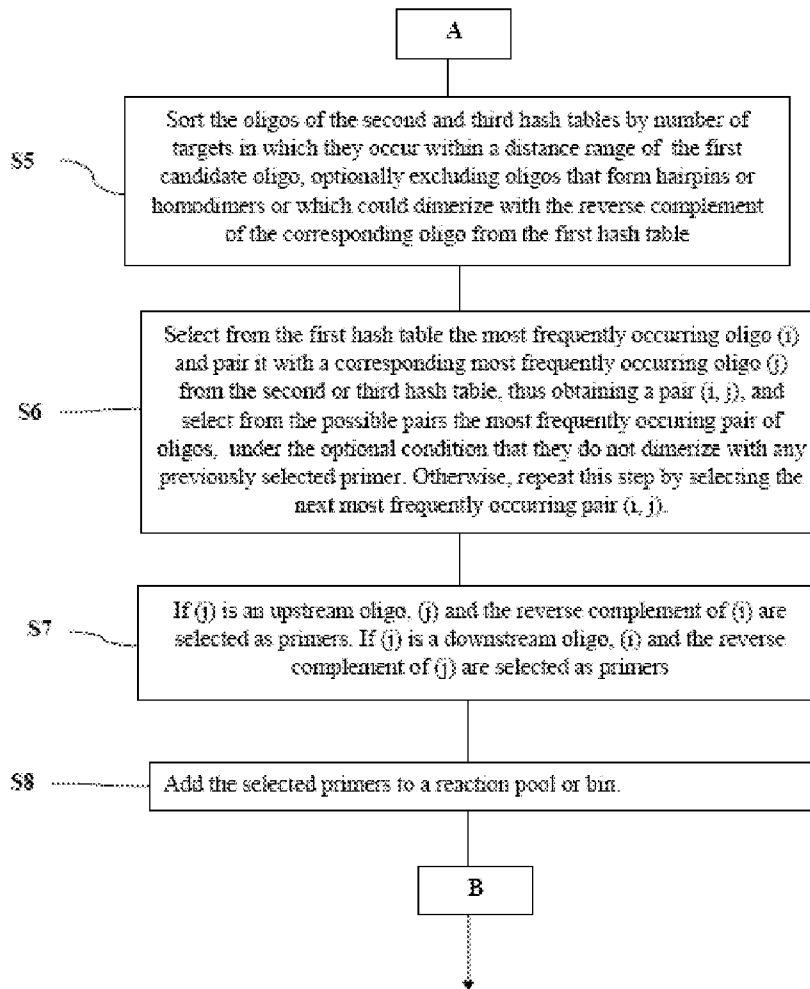 A
S5
Sort the oligos of the second and third hash tables by number of
targets in which they occur within a distance range of the first
candidate oligo, optionally excluding oligos that form hairpins or
homodimers or which could dimerize with the reverse complement
of the corresponding oligo from the first hash table
S6
Select from the first hash table the most frequently occurring oligo (i)
and pair it with a corresponding most frequently occurring oligo (j)
from the second or third hash table, thus obtaining a pair (i, j), and
select from the possible pairs the most frequently occuring pair of
oligos, under the optional condition that they do not dimerize with any
previously selected primer. Otherwise, repeat this step by selecting the
next most frequently occurring pair (i, j).
S7
If (j) is an upstream oligo, (j) and the reverse complement of (i) are
selected as primers. If (j) is a downstream oligo, (i) and the reverse
complement of (j) are selected as primers
S8
Add the selected primers to a reaction pool or bin.
B